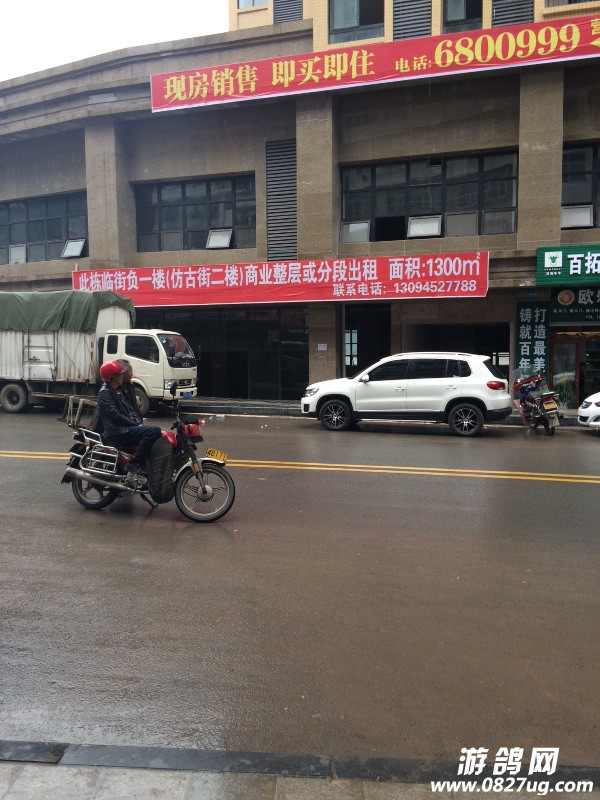 现房销售 即买即住 电话:6800999
此栋临街负一楼(仿古街二楼)商业整层或分段出租 面积:1300㎡
联系电话:13094527788
百拓
铸就百年
打造最美
游鸽网
www.0827ug.com